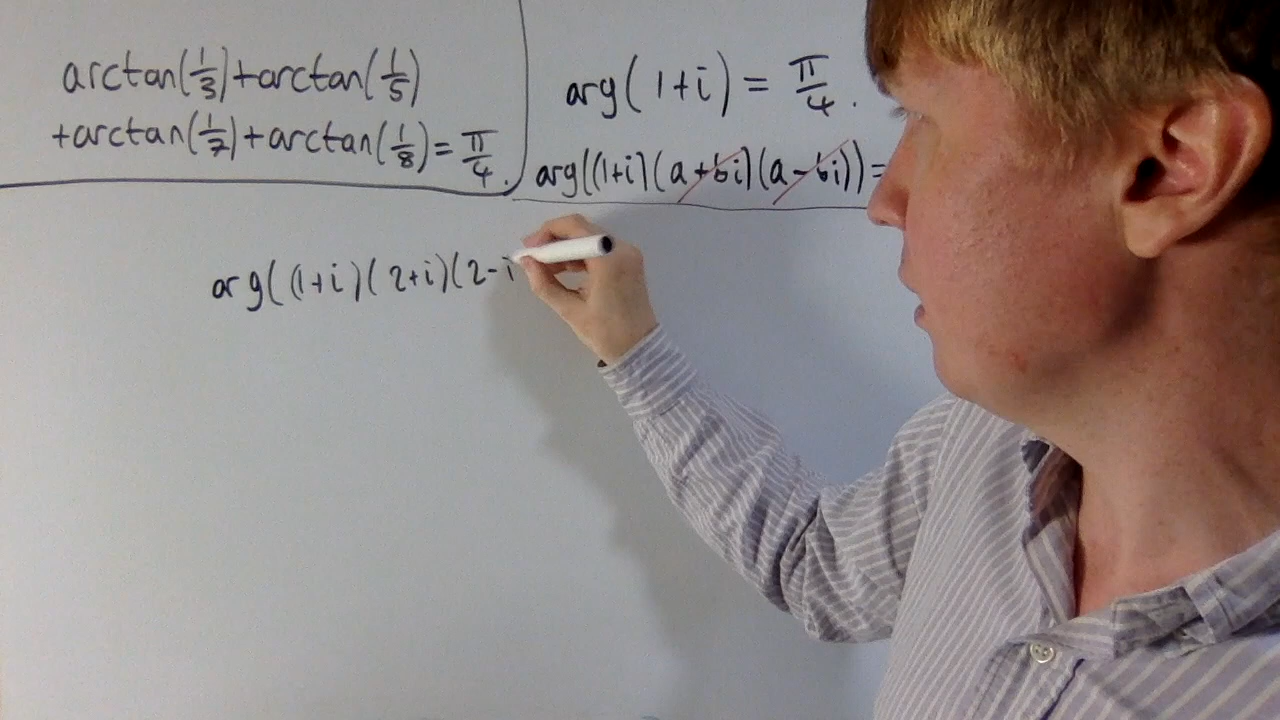 arctan(1/3)+arctan(1/5)
+arctan(1/7)+arctan(1/8)=π/4.
arg(1+i)=π/4.
arg((1+i)(a+bi)(a-bi))=
arg((1+i)(2+i)(2-i